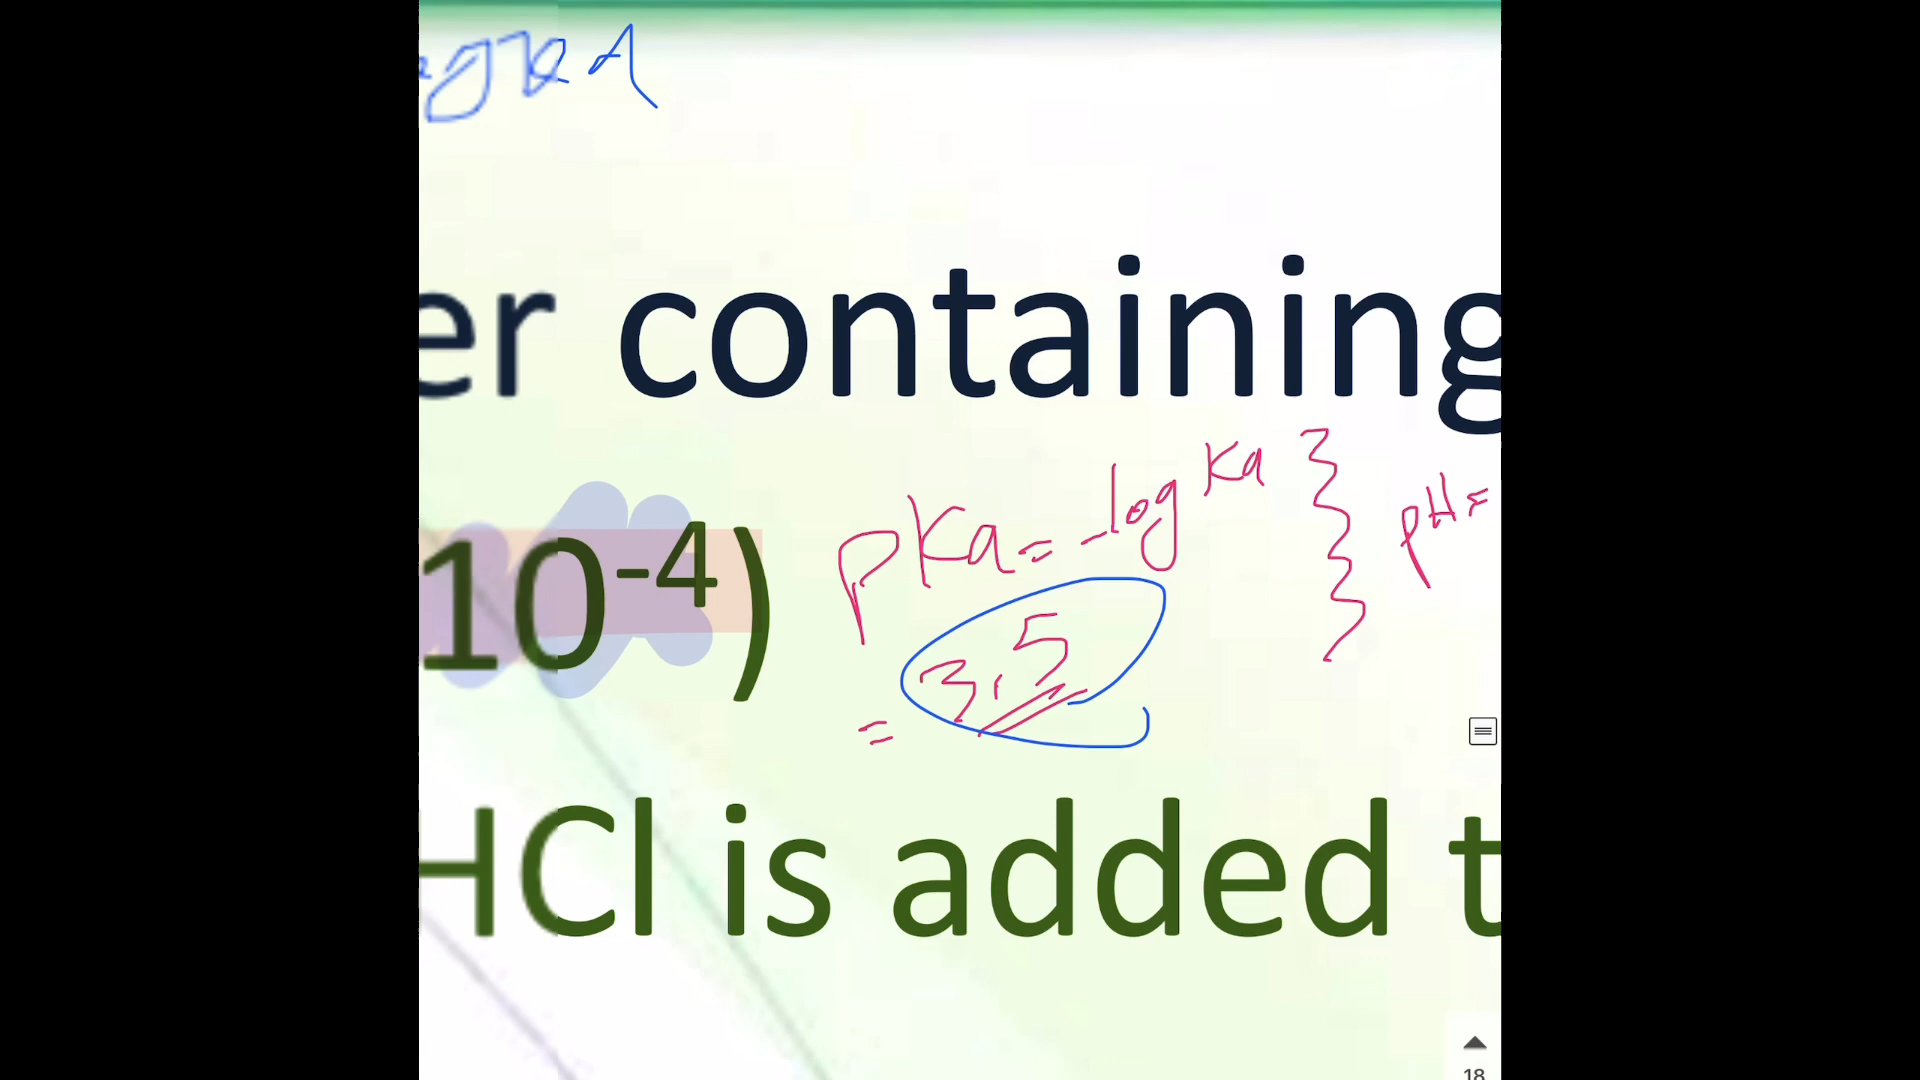 er containing
pKa = -log Ka } pH =
10-4)
= 3.5
HCl is added t
18